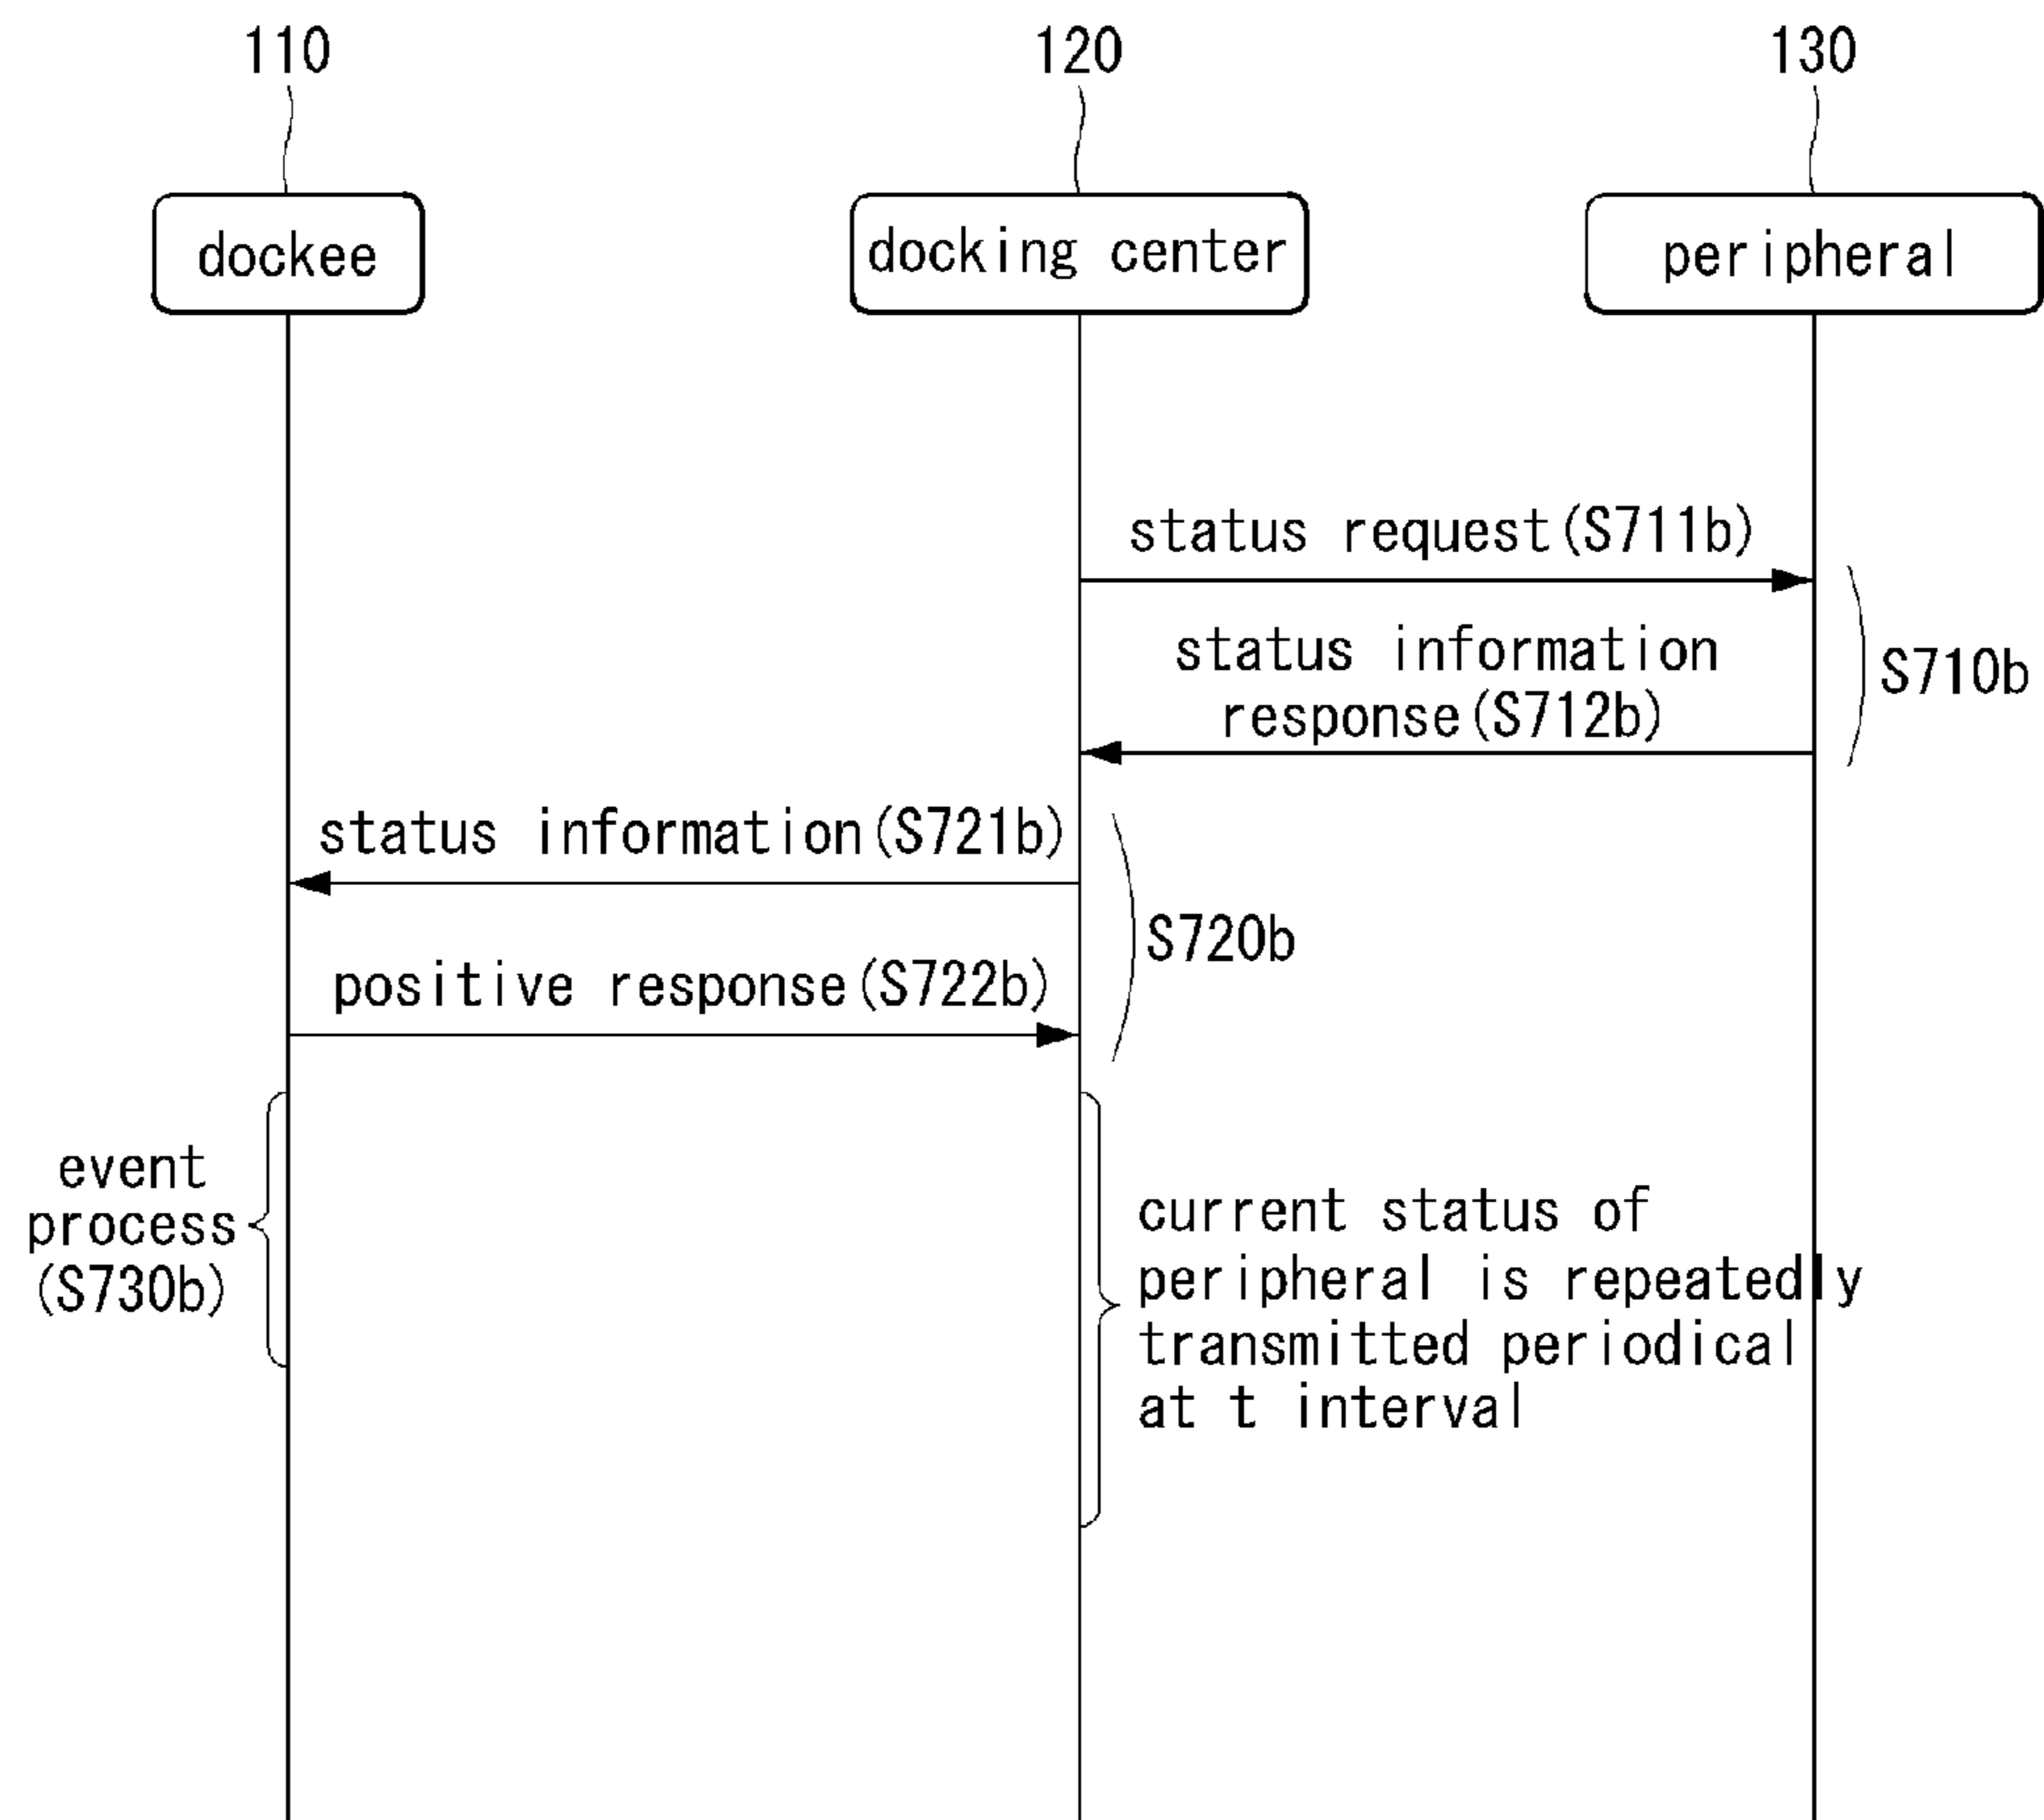 110
120
130
dockee
docking center
peripheral
status request(S711b)
status information
response(S712b)
S710b
status information(S721b)
S720b
positive response(S722b)
event
process
(S730b)
current status of
peripheral is repeatedly
transmitted periodical
at t interval